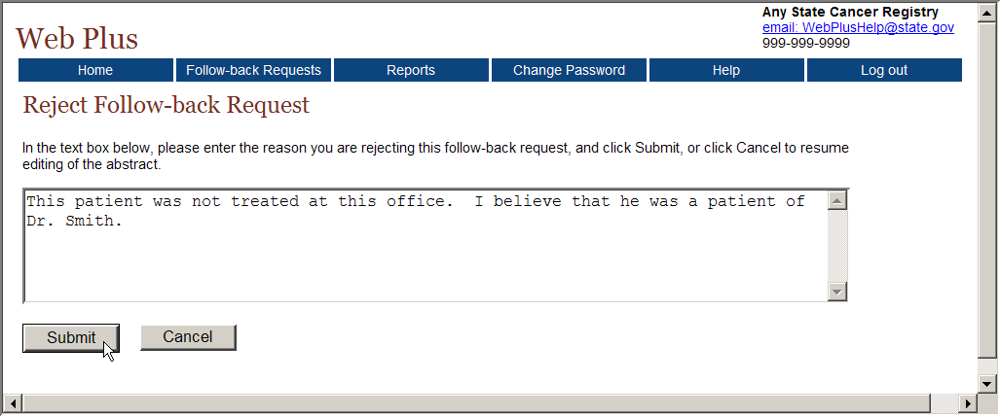 Any State Cancer Registry
email: WebPlusHelp@state.gov
999-999-9999
Web Plus
Home Follow-back Requests Reports Change Password Help Log out
Reject Follow-back Request
In the text box below, please enter the reason you are rejecting this follow-back request, and click Submit, or click Cancel to resume
editing of the abstract.
This patient was not treated at this office.  I believe that he was a patient of
Dr. Smith.
Submit Cancel